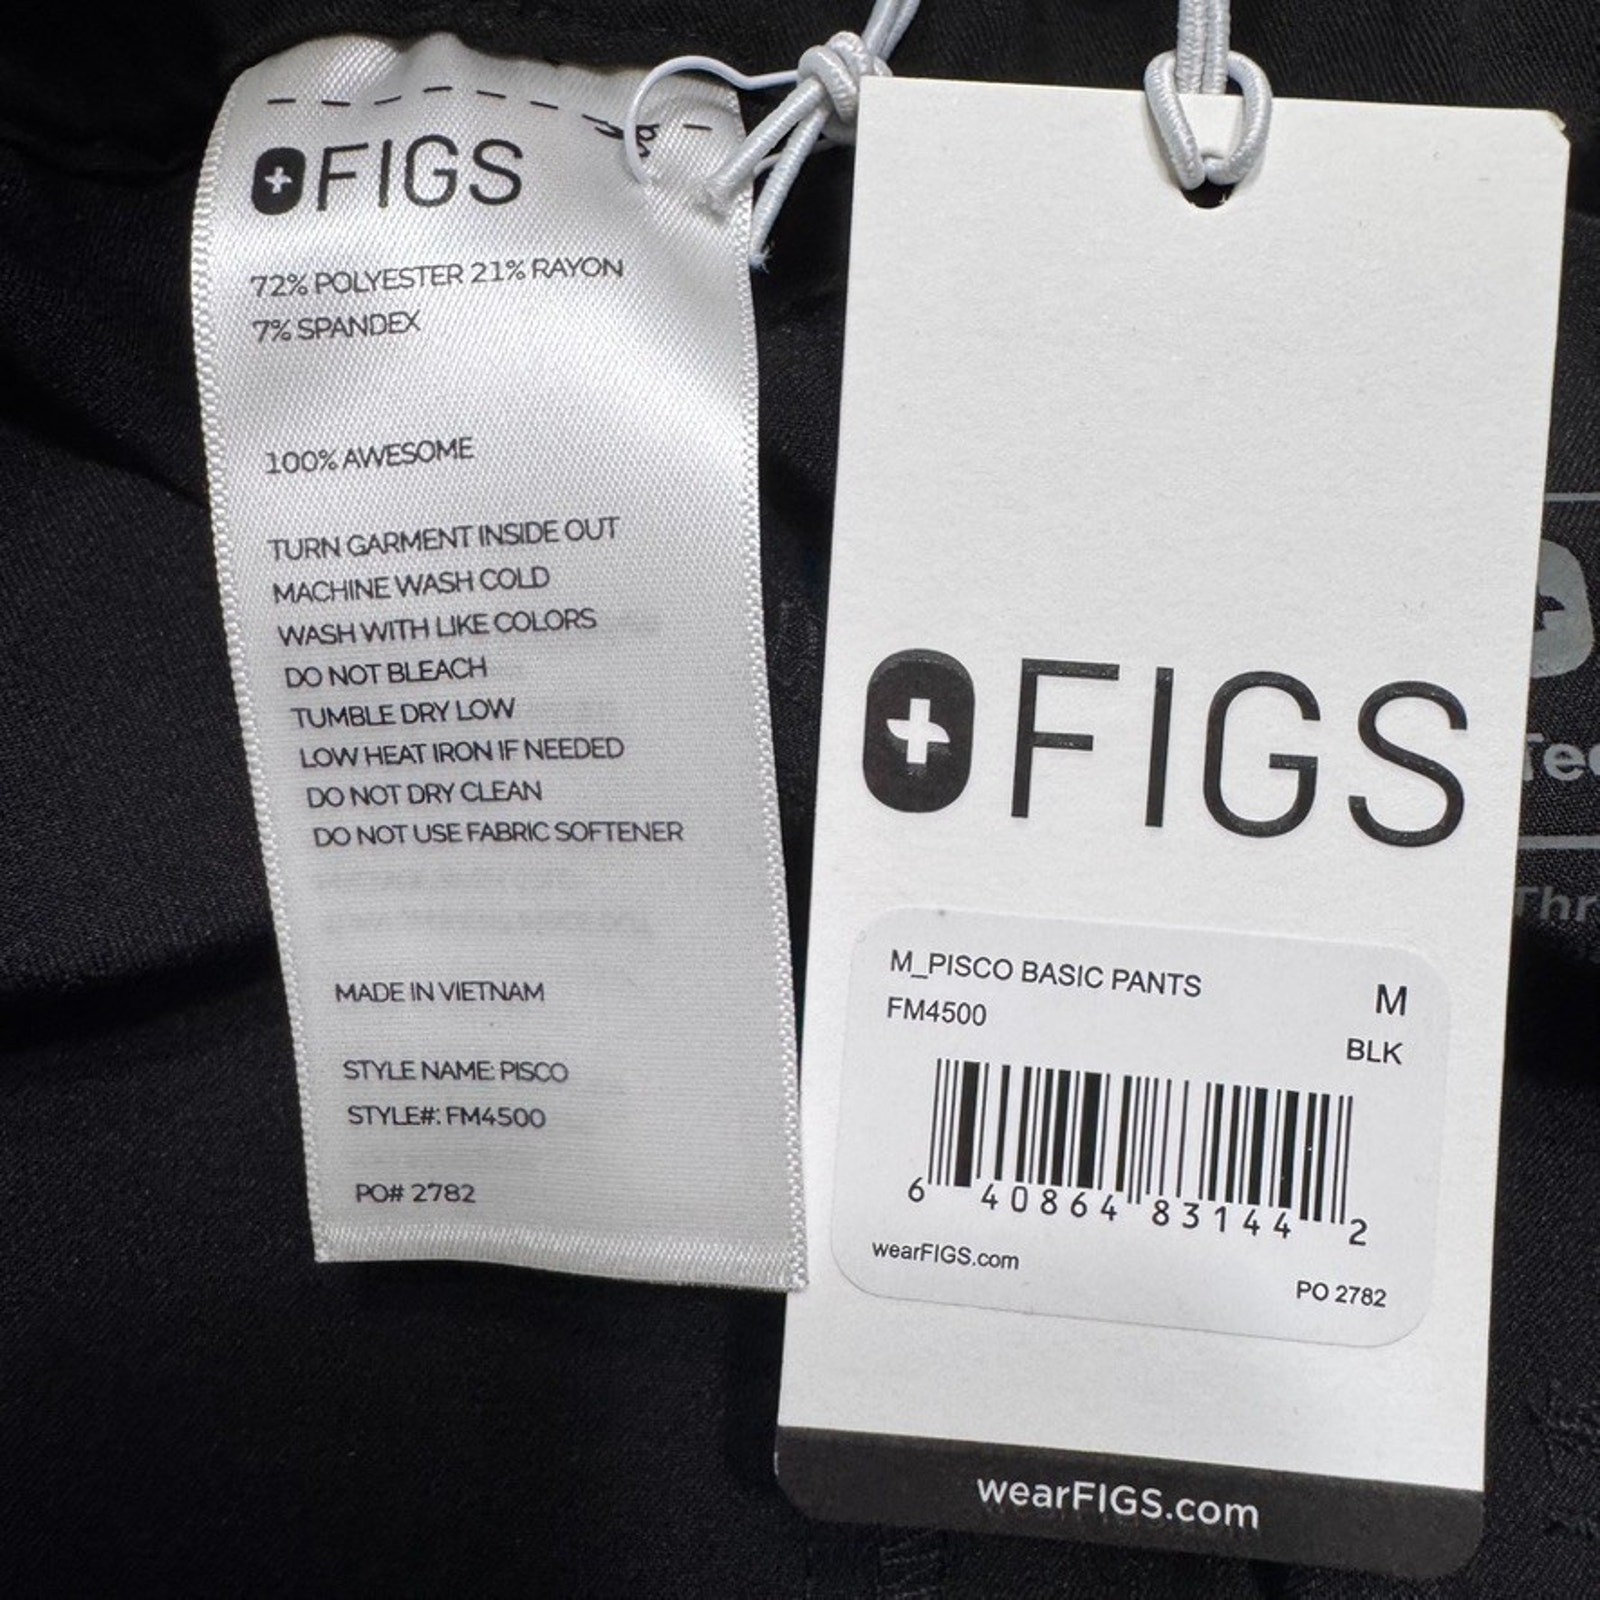 FIGS
72% POLYESTER 21% RAYON
7% SPANDEX
100% AWESOME
TURN GARMENT INSIDE OUT
MACHINE WASH COLD
WASH WITH LIKE COLORS
DO NOT BLEACH
TUMBLE DRY LOW
LOW HEAT IRON IF NEEDED
DO NOT DRY CLEAN
DO NOT USE FABRIC SOFTENER
MADE IN VIETNAM
STYLE NAME: PISCO
STYLE#: FM4500
PO# 2782
FIGS
M_PISCO BASIC PANTS M
FM4500 BLK
6 40864 83144 2
wearFIGS.com
PO 2782
wearFIGS.com